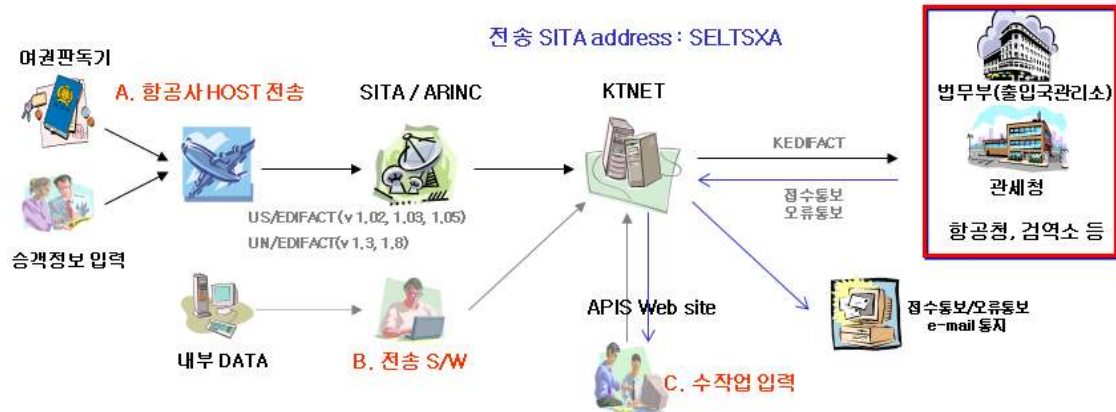 전송 SITA address : SELTSXA
여권판독기
A. 항공사 HOST 전송
SITA / ARINC
KTNET
법무부(출입국관리소)
KEDIFACT
관세청
접수통보
오류통보
US/EDIFACT(v 1.02, 1.03, 1.05)
UN/EDIFACT(v 1.3, 1.8)
항공청, 검역소 등
승객정보 입력
APIS Web site
접수통보/오류통보
e-mail 통지
내부 DATA
B. 전송 S/W
C. 수작업 입력